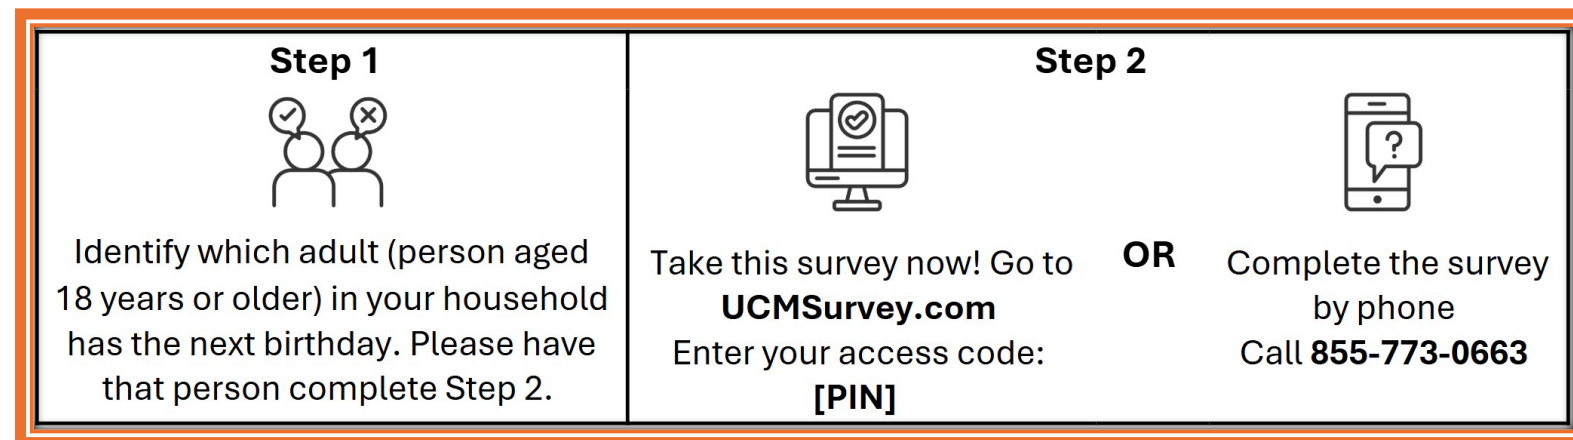 Step 1
Identify which adult (person aged
18 years or older) in your household
has the next birthday. Please have
that person complete Step 2.
Step 2
Take this survey now! Go to
UCMSurvey.com
Enter your access code:
[PIN]
OR
?
Complete the survey
by phone
Call 855-773-0663